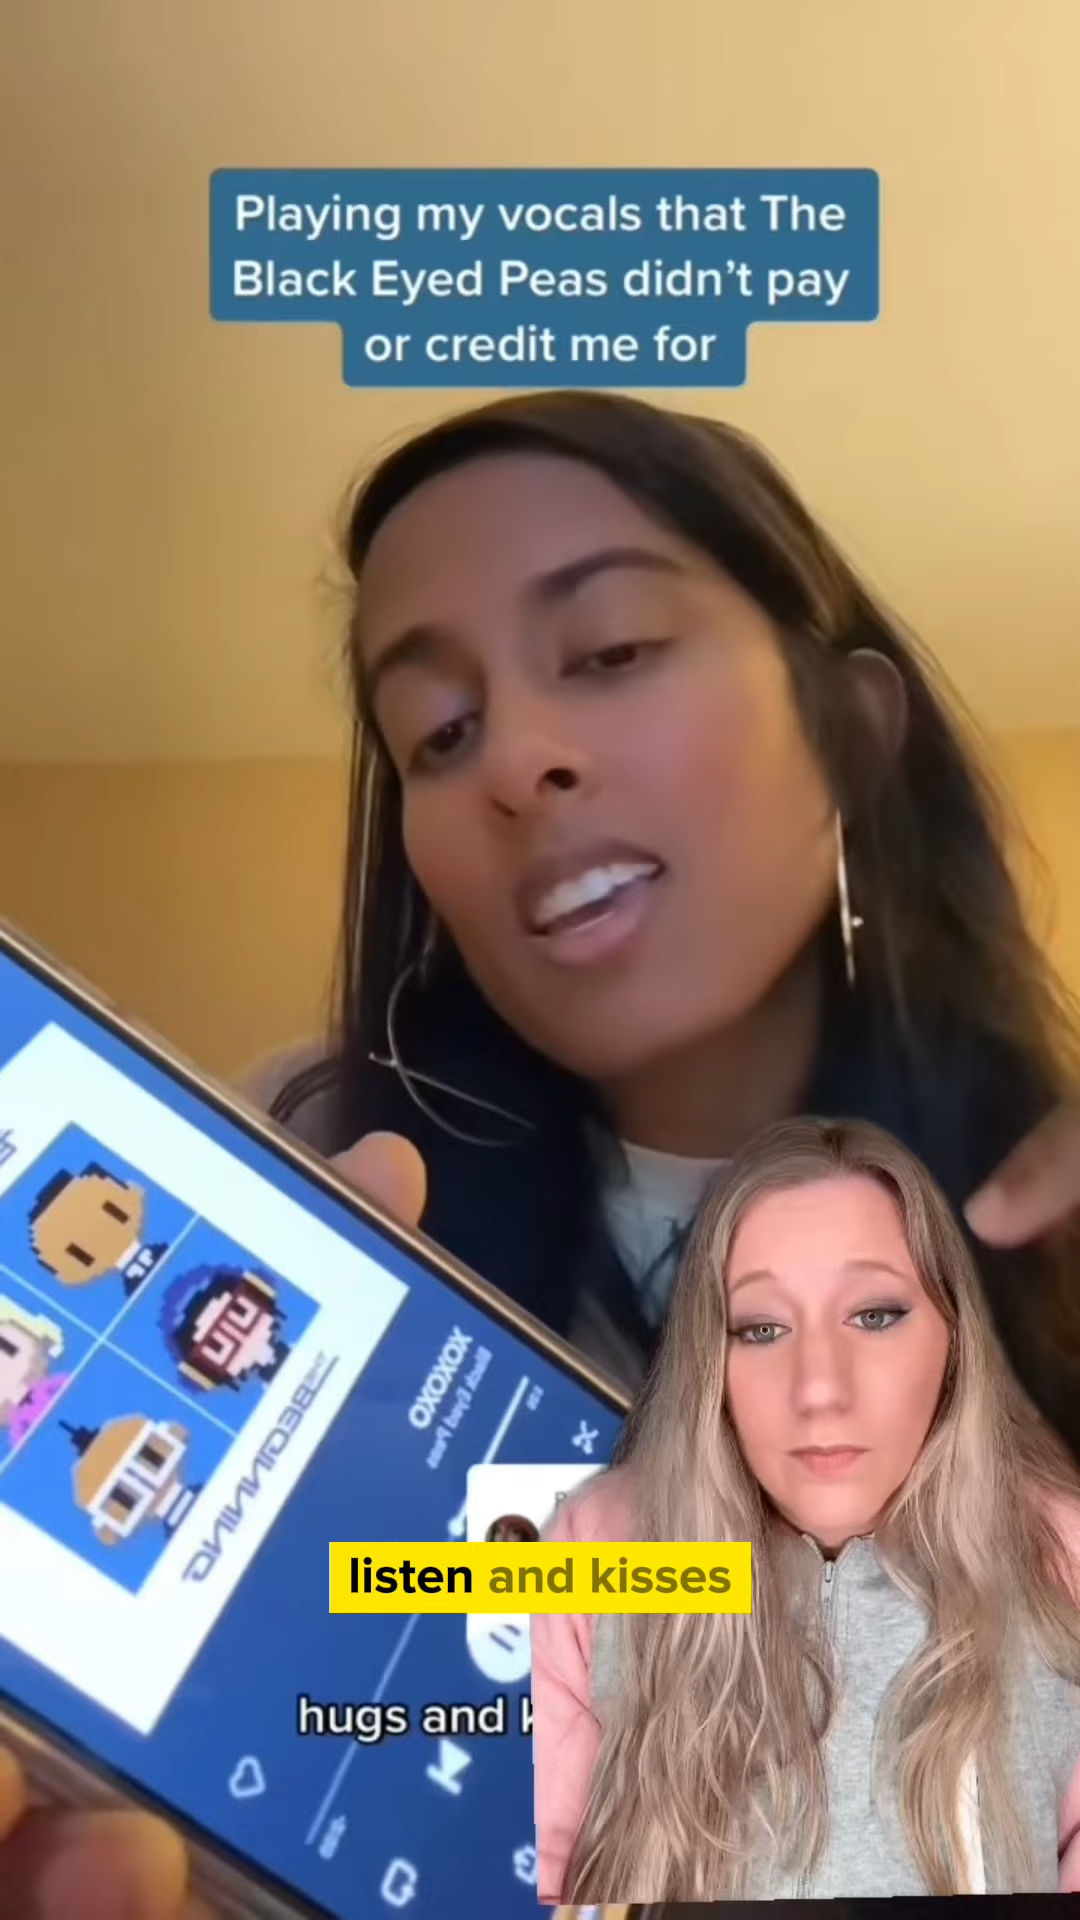 Playing my vocals that The
Black Eyed Peas didn't pay
or credit me for
XOXOXO
Black Eyed Peas
THE BEGINNING
listen and kisses
hugs and